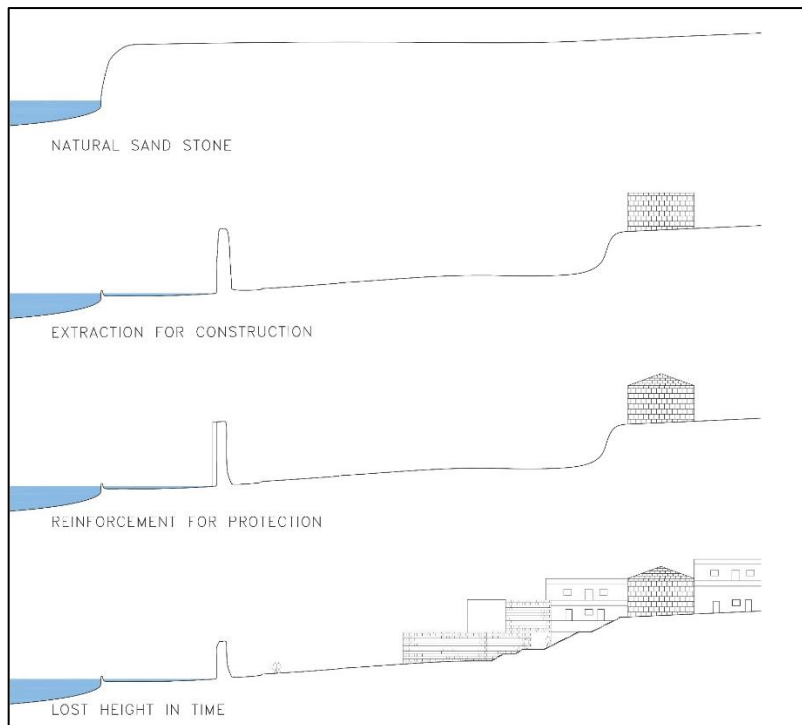 NATURAL SAND STONE
EXTRACTION FOR CONSTRUCTION
REINFORCEMENT FOR PROTECTION
LOST HEIGHT IN TIME